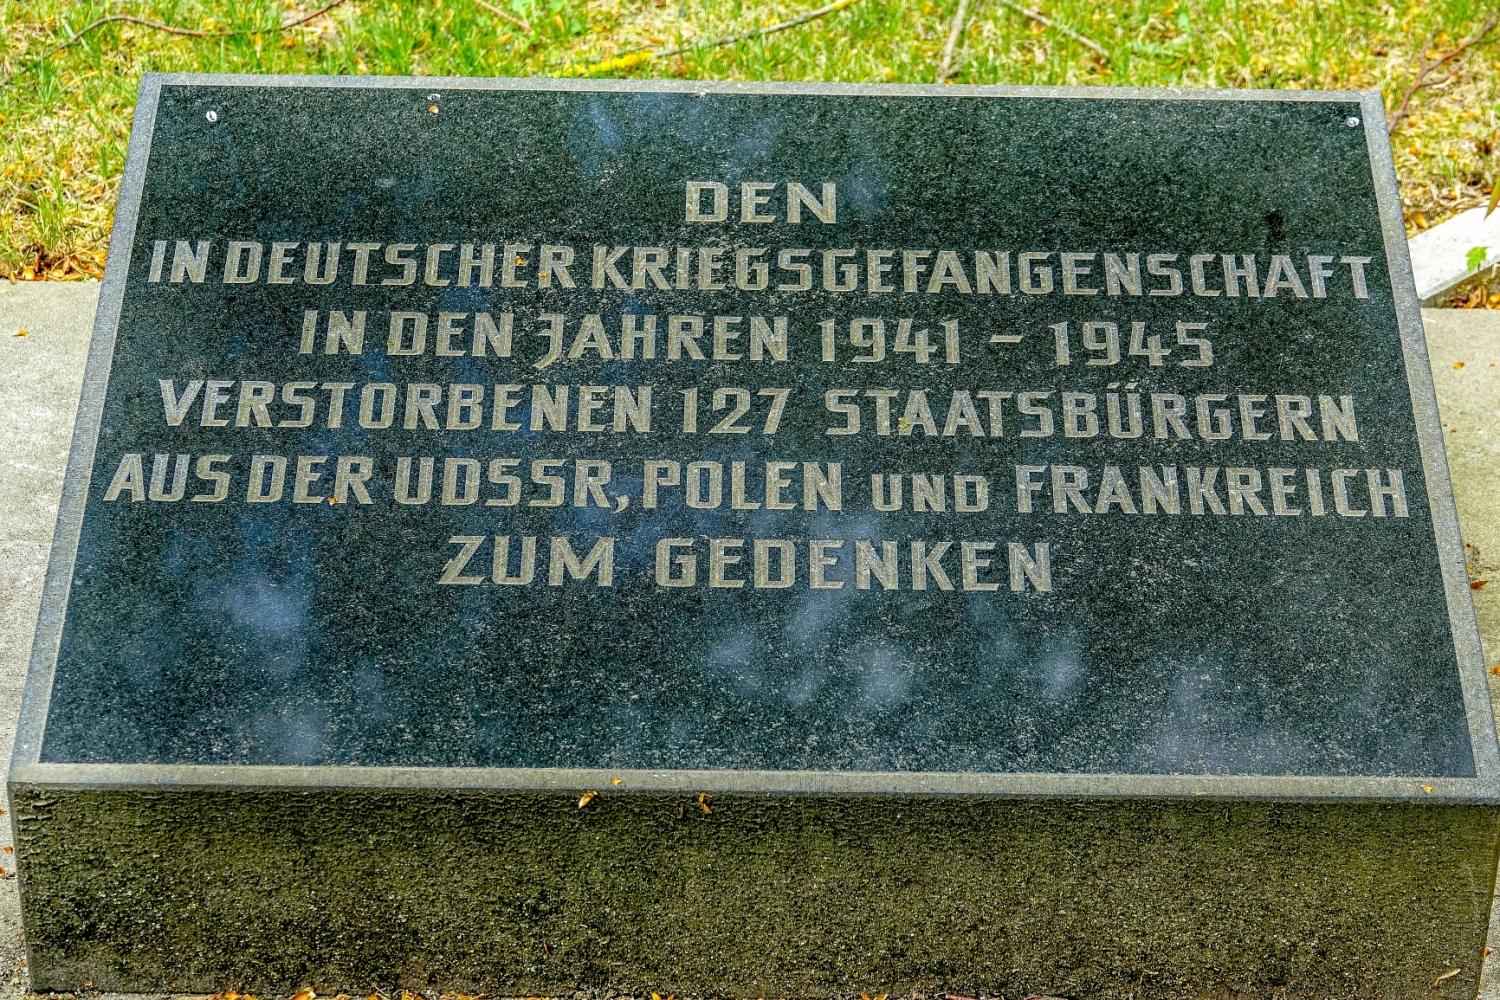 DEN
IN DEUTSCHER KRIEGSGEFANGENSCHAFT
IN DEN JAHREN 1941 – 1945
VERSTORBENEN 127 STAATSBÜRGERN
AUS DER UDSSR, POLEN UND FRANKREICH
ZUM GEDENKEN